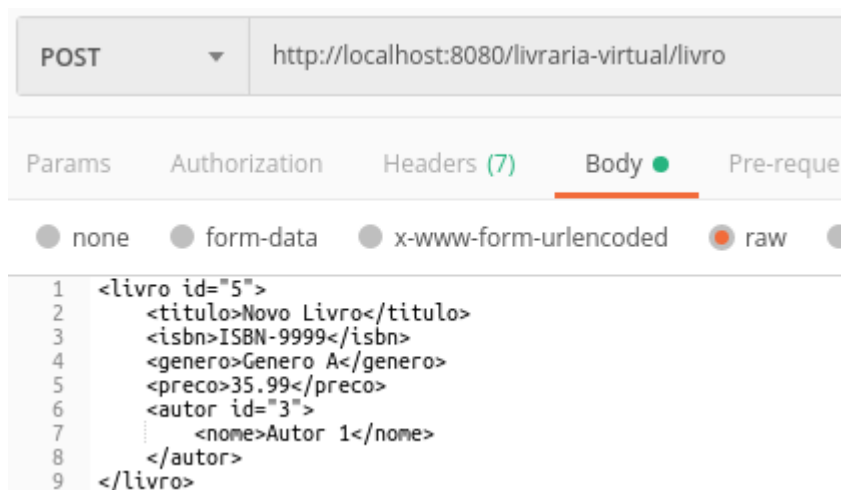 POST http://localhost:8080/livraria-virtual/livro
Params Authorization Headers (7) Body Pre-reque
none form-data x-www-form-urlencoded raw
1 <livro id="5">
2 <titulo>Novo Livro</titulo>
3 <isbn>ISBN-9999</isbn>
4 <genero>Genero A</genero>
5 <preco>35.99</preco>
6 <autor id="3">
7 <nome>Autor 1</nome>
8 </autor>
9 </livro>